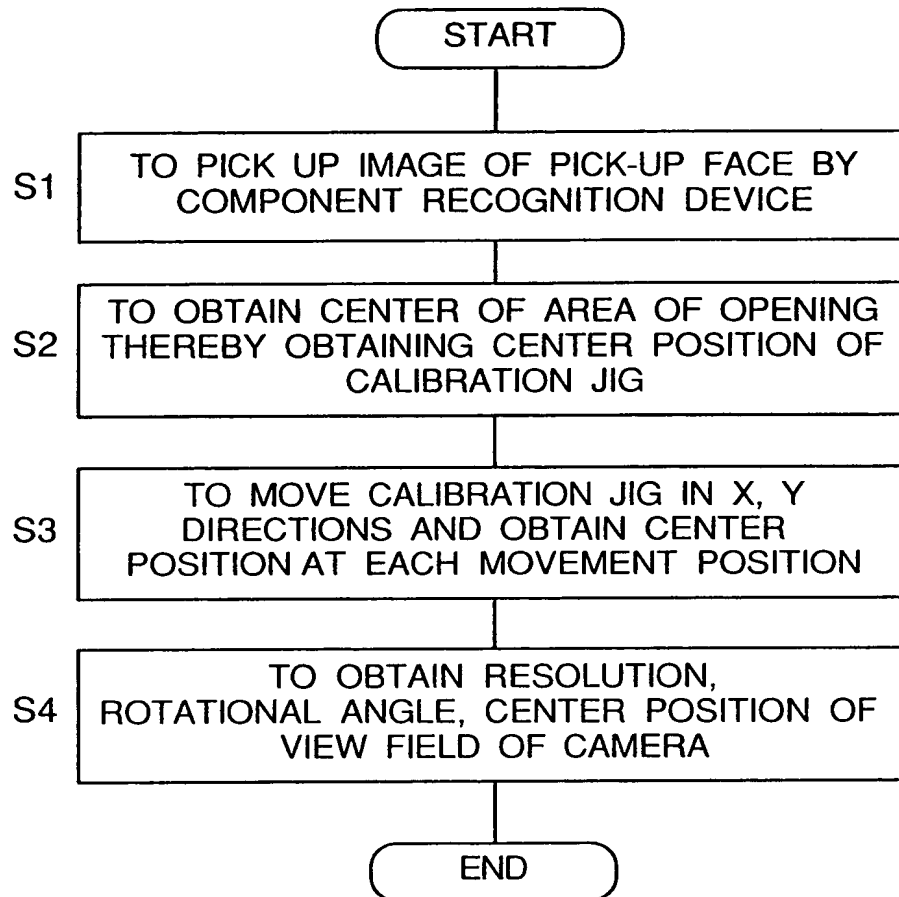 START
S1
TO PICK UP IMAGE OF PICK-UP FACE BY
COMPONENT RECOGNITION DEVICE
S2
TO OBTAIN CENTER OF AREA OF OPENING
THEREBY OBTAINING CENTER POSITION OF
CALIBRATION JIG
S3
TO MOVE CALIBRATION JIG IN X, Y
DIRECTIONS AND OBTAIN CENTER
POSITION AT EACH MOVEMENT POSITION
S4
TO OBTAIN RESOLUTION,
ROTATIONAL ANGLE, CENTER POSITION OF
VIEW FIELD OF CAMERA
END